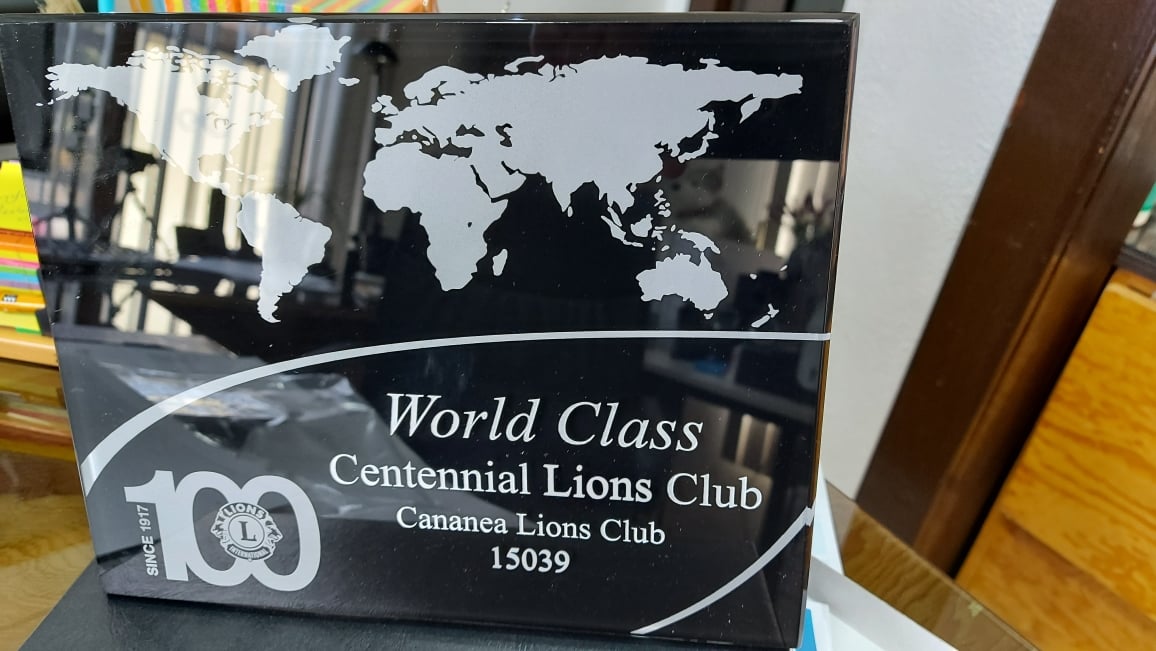 World Class
Centennial Lions Club
Cananea Lions Club
15039
SINCE 1917
100
LIONS
L
INTERNATIONAL